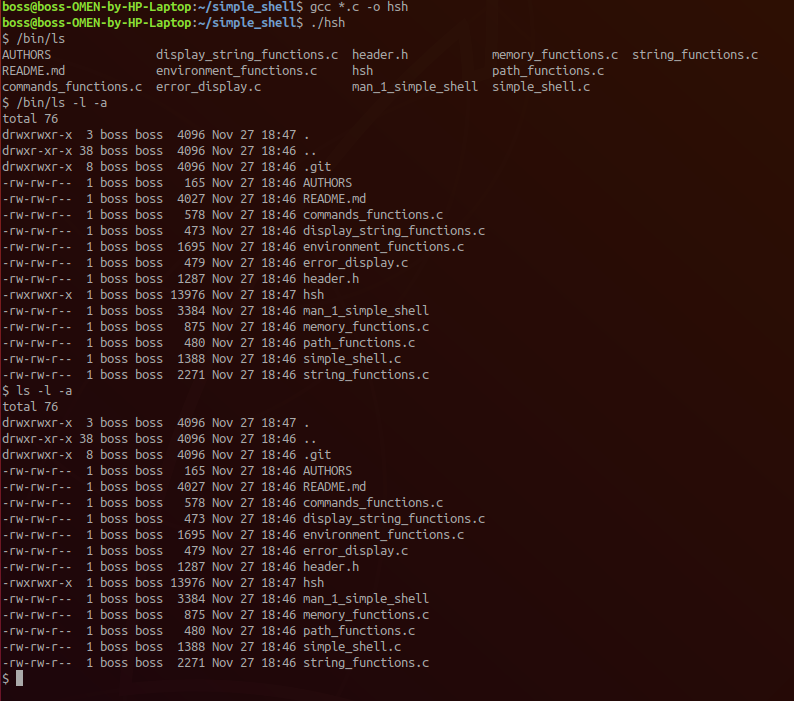 boss@boss-OMEN-by-HP-Laptop:~/simple_shell$ gcc *.c -o hsh
boss@boss-OMEN-by-HP-Laptop:~/simple_shell$ ./hsh
$ /bin/ls
AUTHORS               display_string_functions.c  header.h            memory_functions.c  string_functions.c
README.md             environment_functions.c     hsh                 path_functions.c
commands_functions.c  error_display.c             man_1_simple_shell  simple_shell.c
$ /bin/ls -l -a
total 76
drwxrwxr-x  3 boss boss  4096 Nov 27 18:47 .
drwxr-xr-x 38 boss boss  4096 Nov 27 18:46 ..
drwxrwxr-x  8 boss boss  4096 Nov 27 18:46 .git
-rw-rw-r--  1 boss boss   165 Nov 27 18:46 AUTHORS
-rw-rw-r--  1 boss boss  4027 Nov 27 18:46 README.md
-rw-rw-r--  1 boss boss   578 Nov 27 18:46 commands_functions.c
-rw-rw-r--  1 boss boss   473 Nov 27 18:46 display_string_functions.c
-rw-rw-r--  1 boss boss  1695 Nov 27 18:46 environment_functions.c
-rw-rw-r--  1 boss boss   479 Nov 27 18:46 error_display.c
-rw-rw-r--  1 boss boss  1287 Nov 27 18:46 header.h
-rwxrwxr-x  1 boss boss 13976 Nov 27 18:47 hsh
-rw-rw-r--  1 boss boss  3384 Nov 27 18:46 man_1_simple_shell
-rw-rw-r--  1 boss boss   875 Nov 27 18:46 memory_functions.c
-rw-rw-r--  1 boss boss   480 Nov 27 18:46 path_functions.c
-rw-rw-r--  1 boss boss  1388 Nov 27 18:46 simple_shell.c
-rw-rw-r--  1 boss boss  2271 Nov 27 18:46 string_functions.c
$ ls -l -a
total 76
drwxrwxr-x  3 boss boss  4096 Nov 27 18:47 .
drwxr-xr-x 38 boss boss  4096 Nov 27 18:46 ..
drwxrwxr-x  8 boss boss  4096 Nov 27 18:46 .git
-rw-rw-r--  1 boss boss   165 Nov 27 18:46 AUTHORS
-rw-rw-r--  1 boss boss  4027 Nov 27 18:46 README.md
-rw-rw-r--  1 boss boss   578 Nov 27 18:46 commands_functions.c
-rw-rw-r--  1 boss boss   473 Nov 27 18:46 display_string_functions.c
-rw-rw-r--  1 boss boss  1695 Nov 27 18:46 environment_functions.c
-rw-rw-r--  1 boss boss   479 Nov 27 18:46 error_display.c
-rw-rw-r--  1 boss boss  1287 Nov 27 18:46 header.h
-rwxrwxr-x  1 boss boss 13976 Nov 27 18:47 hsh
-rw-rw-r--  1 boss boss  3384 Nov 27 18:46 man_1_simple_shell
-rw-rw-r--  1 boss boss   875 Nov 27 18:46 memory_functions.c
-rw-rw-r--  1 boss boss   480 Nov 27 18:46 path_functions.c
-rw-rw-r--  1 boss boss  1388 Nov 27 18:46 simple_shell.c
-rw-rw-r--  1 boss boss  2271 Nov 27 18:46 string_functions.c
$